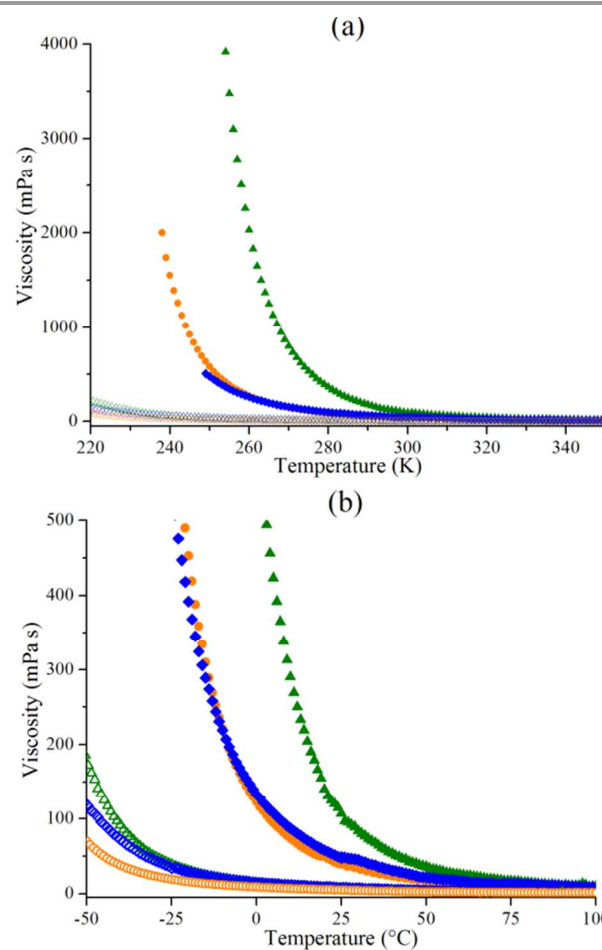 (a)
4000
3000
2000
1000
0
Viscosity (mPa s)
220 240 260 280 300 320 340
Temperature (K)
(b)
500
400
300
200
100
0
Viscosity (mPa s)
-50 -25 0 25 50 75 100
Temperature (°C)